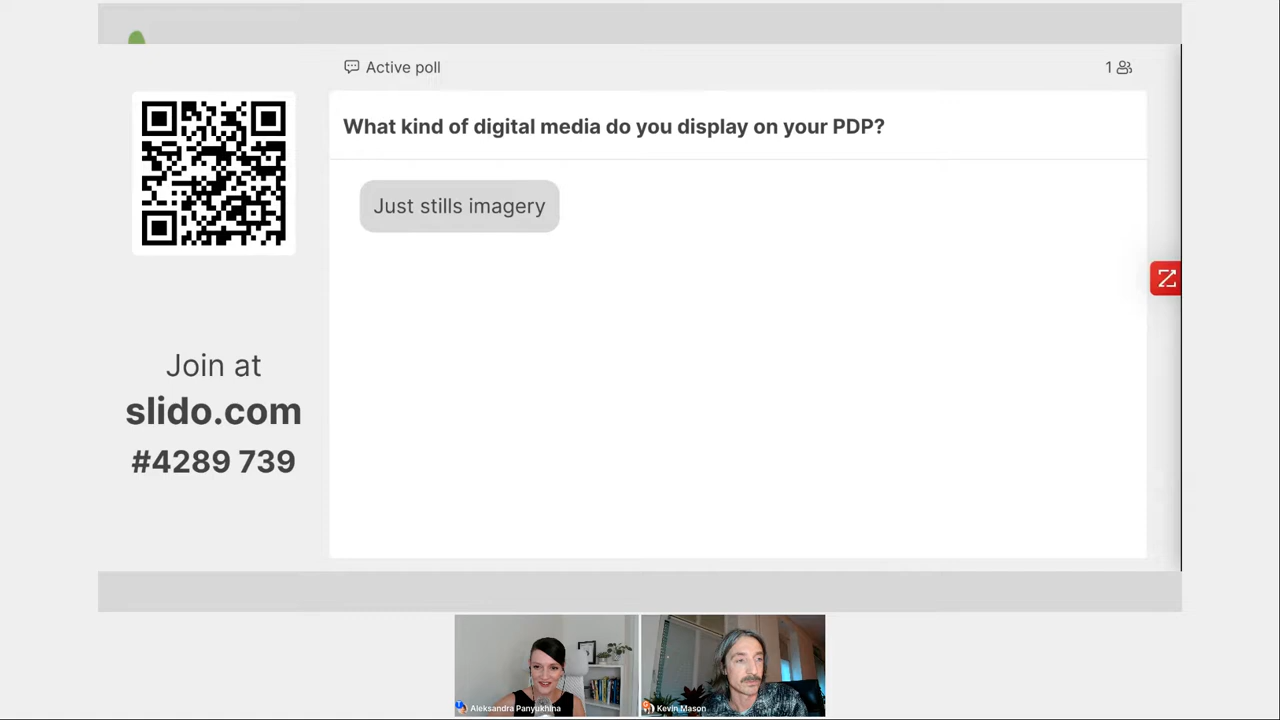 Active poll
1
What kind of digital media do you display on your PDP?
Just stills imagery
Join at
slido.com
#4289 739
Aleksandra Panyukhina
Kevin Mason